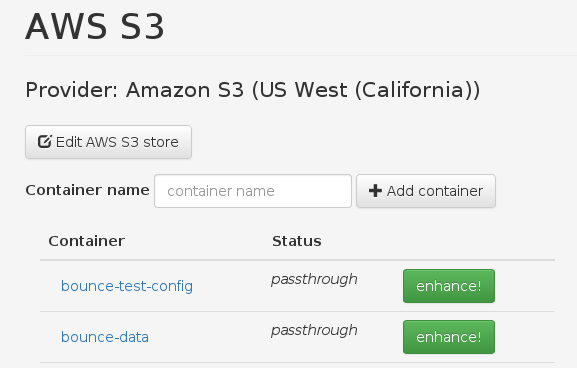 AWS S3
Provider: Amazon S3 (US West (California))
Edit AWS S3 store
Container name container name Add container
Container Status
bounce-test-config passthrough enhance!
bounce-data passthrough enhance!